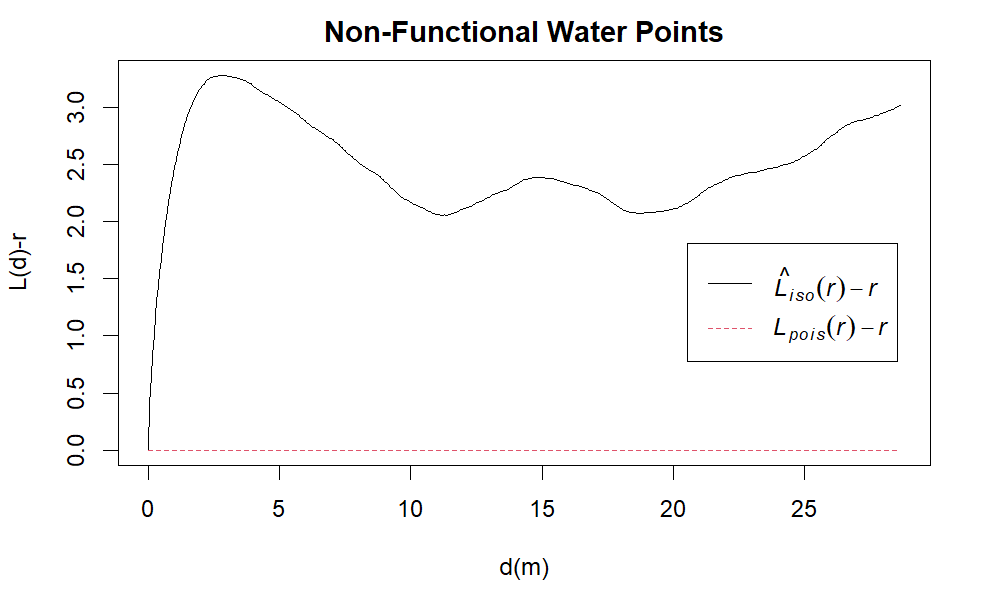 Non-Functional Water Points
L(d)-r
3.0
2.5
2.0
1.5
1.0
0.5
0.0
L̂iso(r) − r
Lpois(r) − r
0 5 10 15 20 25
d(m)